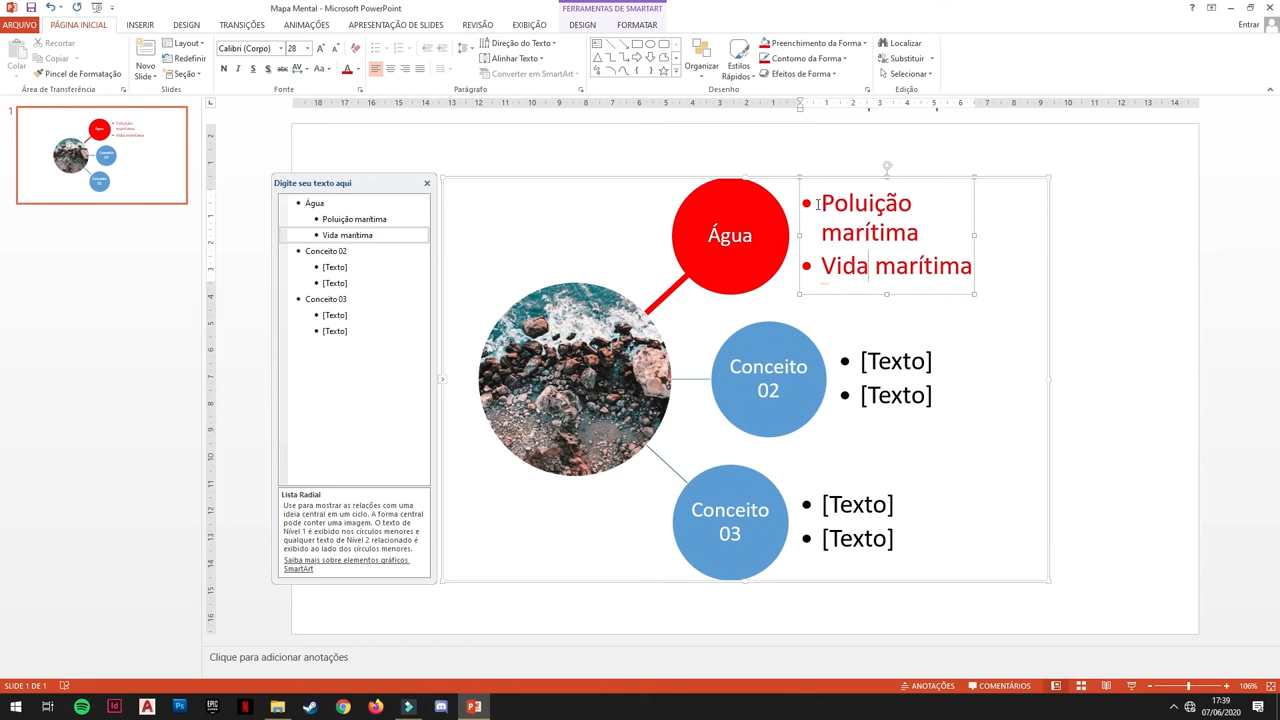 Mapa Mental - Microsoft PowerPoint
FERRAMENTAS DE SMARTART
ARQUIVO
PÁGINA INICIAL
INSERIR
DESIGN
TRANSIÇÕES
ANIMAÇÕES
APRESENTAÇÃO DE SLIDES
REVISÃO
EXIBIÇÃO
DESIGN
FORMATAR
Entrar
Colar
Recortar
Copiar
Pincel de Formatação
Área de Transferência
Novo
Slide
Layout
Redefinir
Seção
Slides
Calibri (Corpo)
28
Fonte
Direção do Texto
Alinhar Texto
Converter em SmartArt
Parágrafo
Organizar
Estilos
Rápidos
Preenchimento da Forma
Contorno da Forma
Efeitos de Forma
Desenho
Localizar
Substituir
Selecionar
Edição
1
Digite seu texto aqui
Água
Poluição marítima
Vida marítima
Conceito 02
[Texto]
[Texto]
Conceito 03
[Texto]
[Texto]
Lista Radial
Use para mostrar as relações com uma
ideia central em um ciclo. A forma central
pode conter uma imagem. O texto de
Nível 1 é exibido nos círculos menores e
qualquer texto de Nível 2 relacionado é
exibido ao lado dos círculos menores.
Saiba mais sobre elementos gráficos
SmartArt
Água
• Poluição
marítima
• Vida marítima
Conceito
02
• [Texto]
• [Texto]
Conceito
03
• [Texto]
• [Texto]
Clique para adicionar anotações
SLIDE 1 DE 1
ANOTAÇÕES
COMENTÁRIOS
106%
17:39
07/06/2020